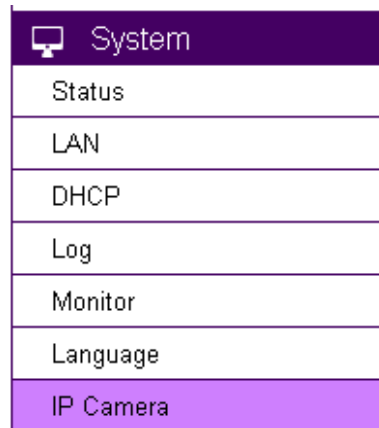 System
Status
LAN
DHCP
Log
Monitor
Language
IP Camera